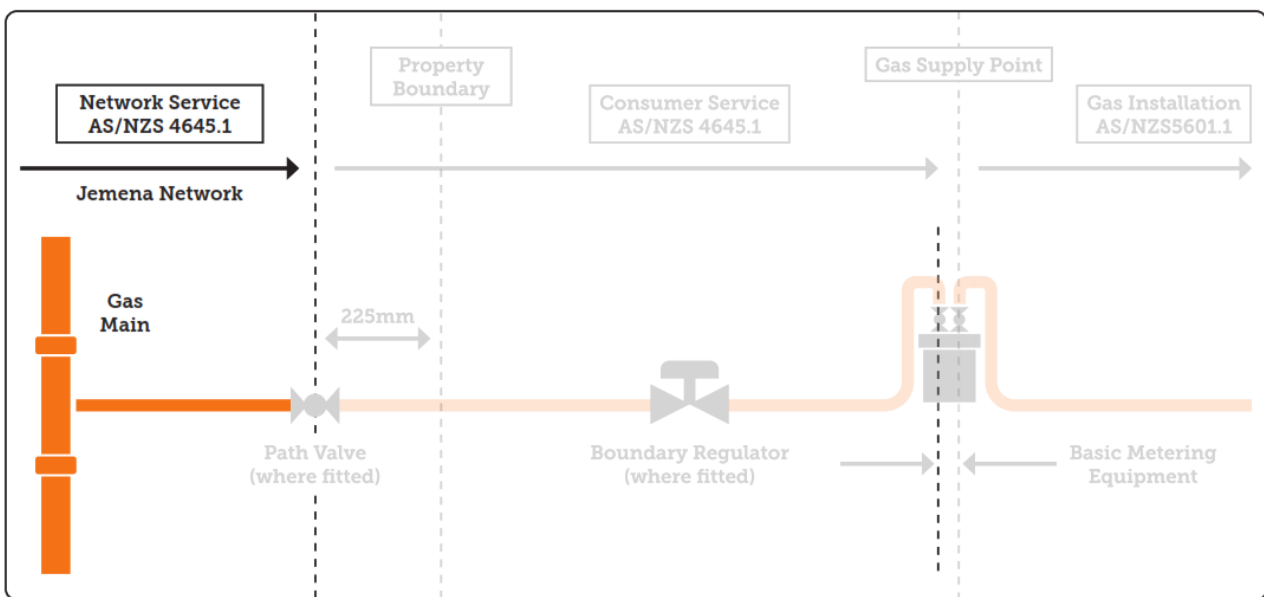 Property
Boundary
Gas Supply Point
Network Service
AS/NZS 4645.1
Consumer Service
AS/NZS 4645.1
Gas Installation
AS/NZS5601.1
Jemena Network
Gas
Main
225mm
Path Valve
(where fitted)
Boundary Regulator
(where fitted)
Basic Metering
Equipment